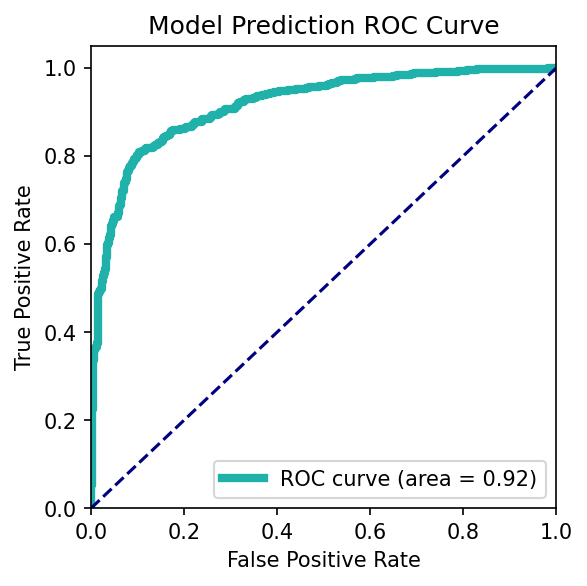 Model Prediction ROC Curve
True Positive Rate
1.0
0.8
0.6
0.4
0.2
0.0
ROC curve (area = 0.92)
0.0 0.2 0.4 0.6 0.8 1.0
False Positive Rate